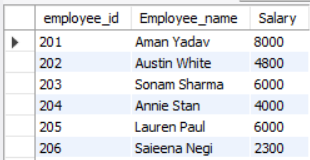 employee_id Employee_name Salary
201 Aman Yadav 8000
202 Austin White 4800
203 Sonam Sharma 6000
204 Annie Stan 4000
205 Lauren Paul 6000
206 Saieena Negi 2300